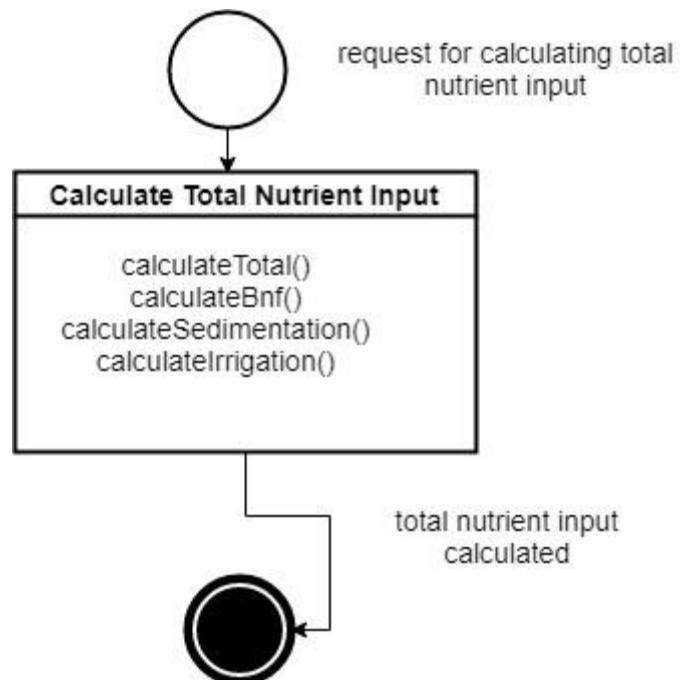 request for calculating total
nutrient input
Calculate Total Nutrient Input
calculateTotal()
calculateBnf()
calculateSedimentation()
calculateIrrigation()
total nutrient input
calculated